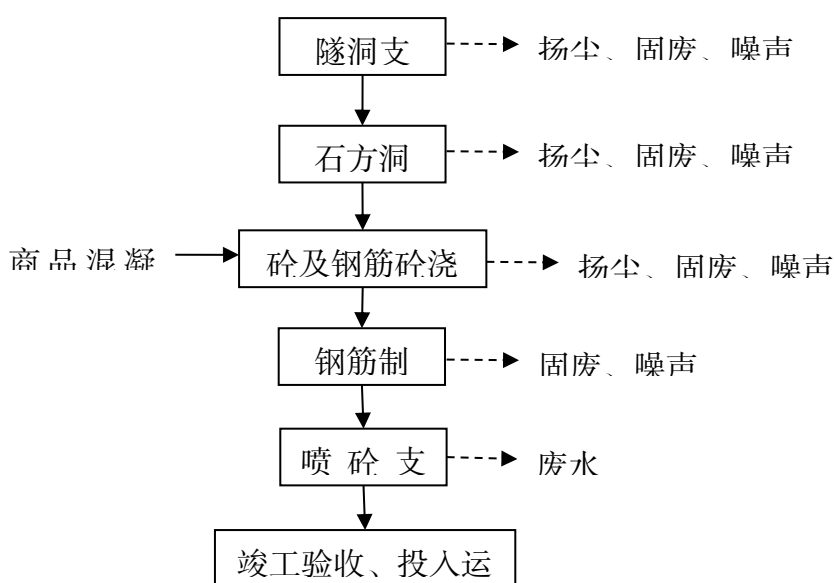 隧洞支
扬尘、固废、噪声
石方洞
扬尘、固废、噪声
商品混凝
砼及钢筋砼浇
扬尘、固废、噪声
钢筋制
固废、噪声
喷砼支
废水
竣工验收、投入运